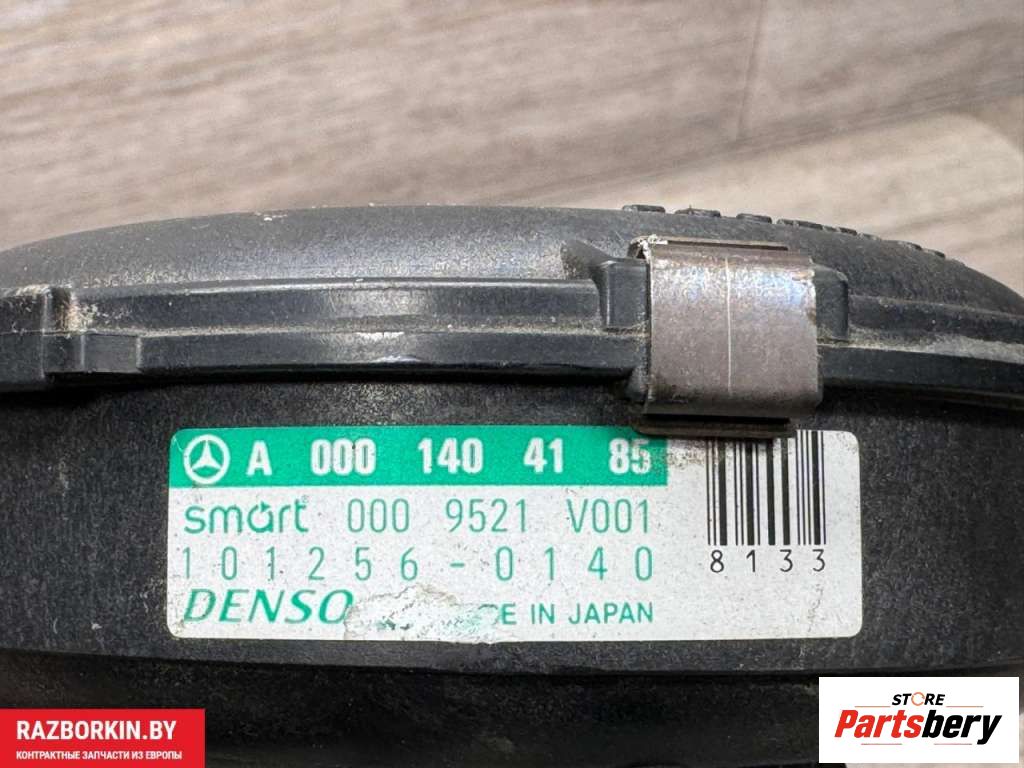 A 000 140 41 85
smart 000 9521 V001
101256-0140
DENSO IN JAPAN
8133
RAZBORKIN.BY
КОНТРАКТНЫЕ ЗАПЧАСТИ ИЗ ЕВРОПЫ
STORE
Partsbery